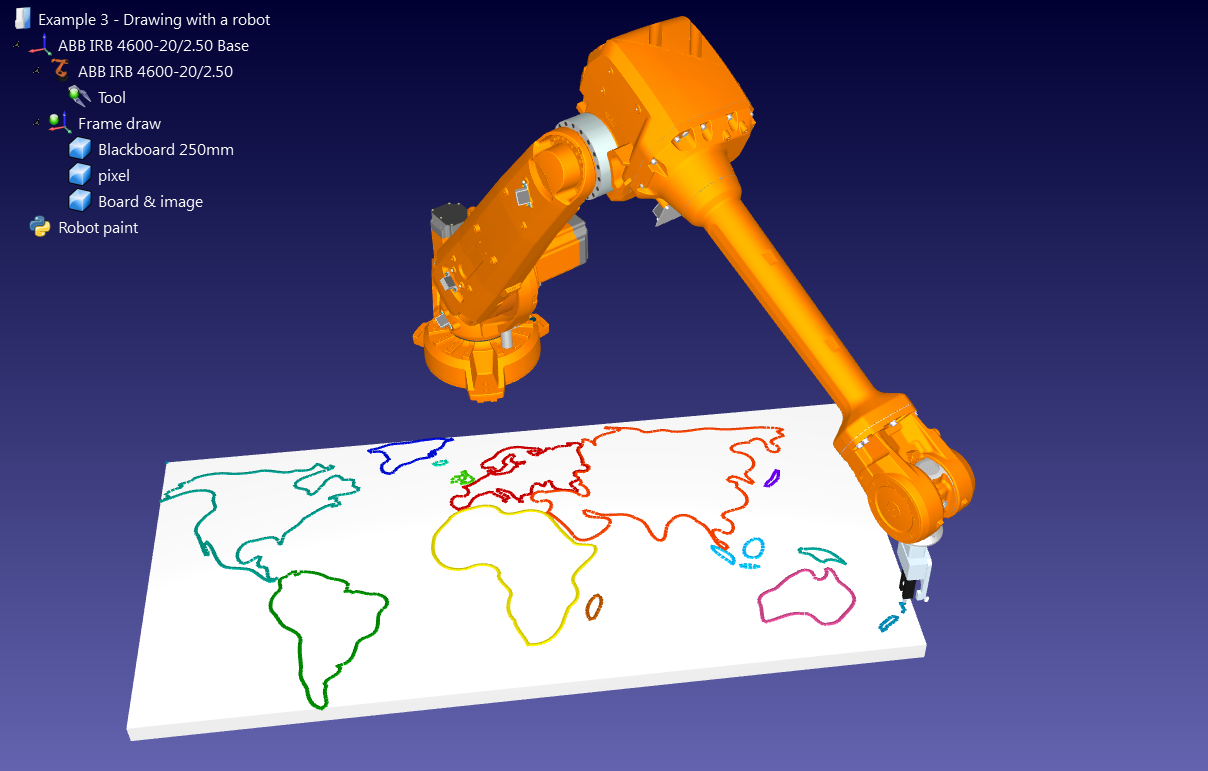 Example 3 - Drawing with a robot
ABB IRB 4600-20/2.50 Base
ABB IRB 4600-20/2.50
Tool
Frame draw
Blackboard 250mm
pixel
Board & image
Robot paint